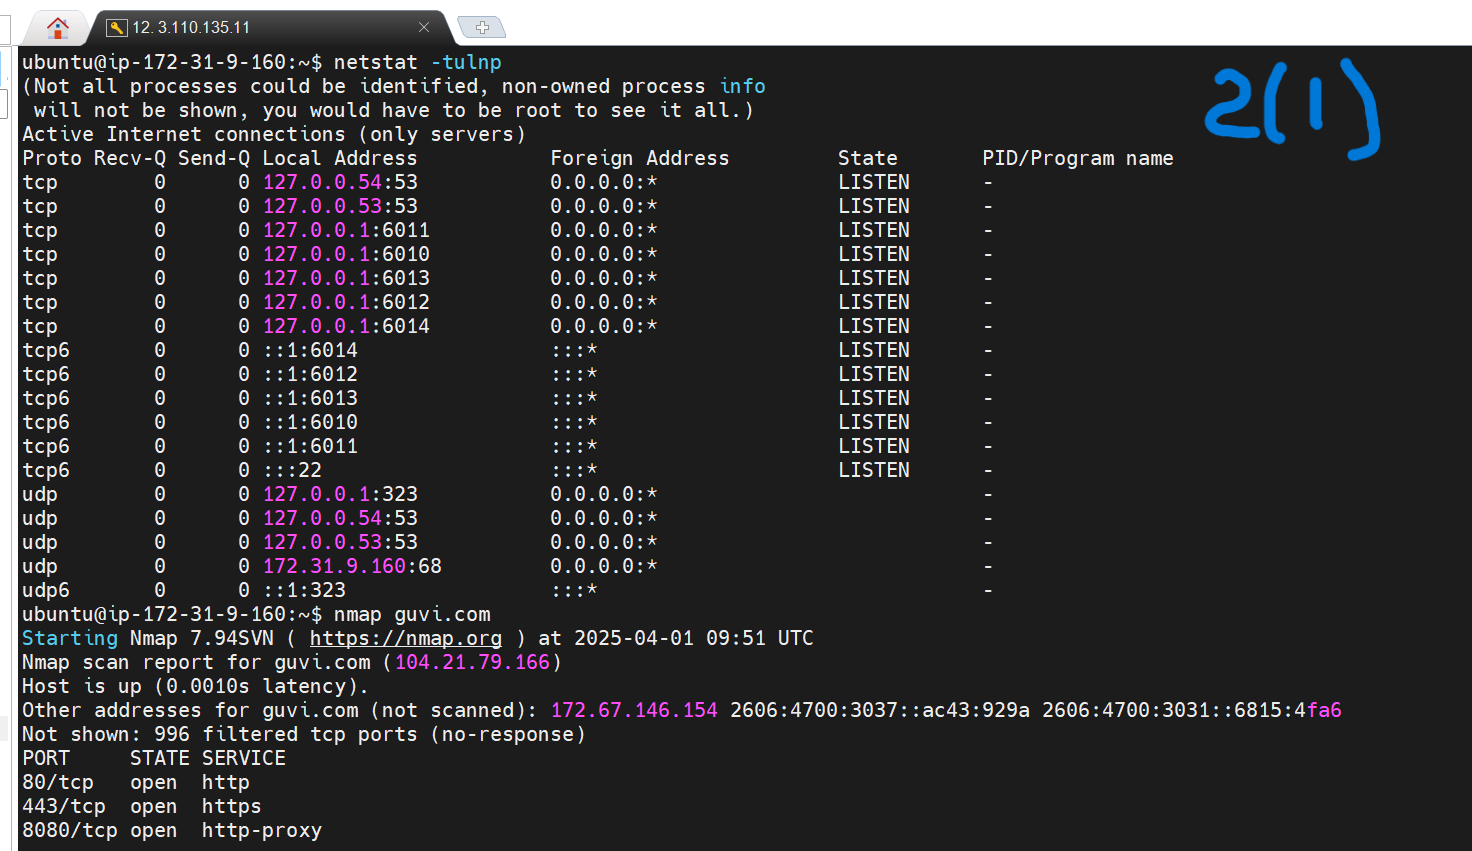 12. 3.110.135.11
ubuntu@ip-172-31-9-160:~$ netstat -tulnp
(Not all processes could be identified, non-owned process info
 will not be shown, you would have to be root to see it all.)
2(1)
Active Internet connections (only servers)
Proto Recv-Q Send-Q Local Address           Foreign Address         State       PID/Program name
tcp        0      0 127.0.0.54:53           0.0.0.0:*               LISTEN      -
tcp        0      0 127.0.0.53:53           0.0.0.0:*               LISTEN      -
tcp        0      0 127.0.0.1:6011          0.0.0.0:*               LISTEN      -
tcp        0      0 127.0.0.1:6010          0.0.0.0:*               LISTEN      -
tcp        0      0 127.0.0.1:6013          0.0.0.0:*               LISTEN      -
tcp        0      0 127.0.0.1:6012          0.0.0.0:*               LISTEN      -
tcp        0      0 127.0.0.1:6014          0.0.0.0:*               LISTEN      -
tcp6       0      0 ::1:6014                :::*                    LISTEN      -
tcp6       0      0 ::1:6012                :::*                    LISTEN      -
tcp6       0      0 ::1:6013                :::*                    LISTEN      -
tcp6       0      0 ::1:6010                :::*                    LISTEN      -
tcp6       0      0 ::1:6011                :::*                    LISTEN      -
tcp6       0      0 :::22                   :::*                    LISTEN      -
udp        0      0 127.0.0.1:323           0.0.0.0:*                           -
udp        0      0 127.0.0.54:53           0.0.0.0:*                           -
udp        0      0 127.0.0.53:53           0.0.0.0:*                           -
udp        0      0 172.31.9.160:68         0.0.0.0:*                           -
udp6       0      0 ::1:323                 :::*                                -
ubuntu@ip-172-31-9-160:~$ nmap guvi.com
Starting Nmap 7.94SVN ( https://nmap.org ) at 2025-04-01 09:51 UTC
Nmap scan report for guvi.com (104.21.79.166)
Host is up (0.0010s latency).
Other addresses for guvi.com (not scanned): 172.67.146.154 2606:4700:3037::ac43:929a 2606:4700:3031::6815:4fa6
Not shown: 996 filtered tcp ports (no-response)
PORT     STATE SERVICE
80/tcp   open  http
443/tcp  open  https
8080/tcp open  http-proxy